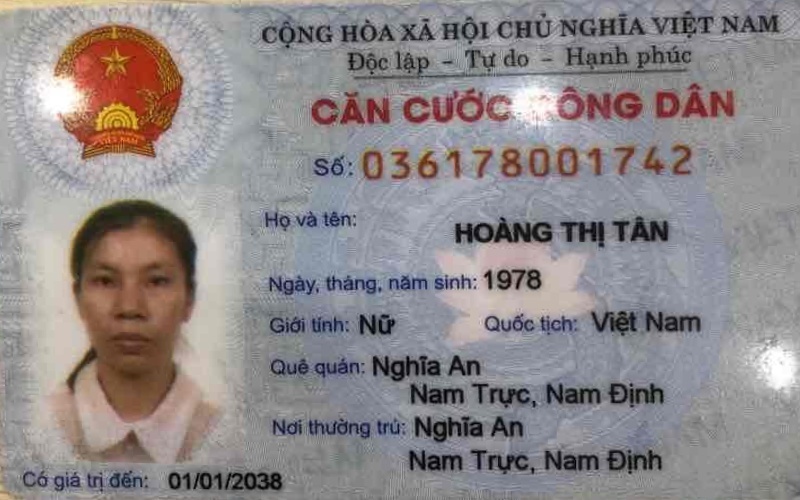 CỘNG HÒA XÃ HỘI CHỦ NGHĨA VIỆT NAM
Độc lập - Tự do - Hạnh phúc
CĂN CƯỚC CÔNG DÂN
Số: 036178001742
Họ và tên: HOÀNG THỊ TÂN
Ngày, tháng, năm sinh: 1978
Giới tính: Nữ Quốc tịch: Việt Nam
Quê quán: Nghĩa An
Nam Trực, Nam Định
Nơi thường trú: Nghĩa An
Nam Trực, Nam Định
Có giá trị đến: 01/01/2038
VIỆT NAM